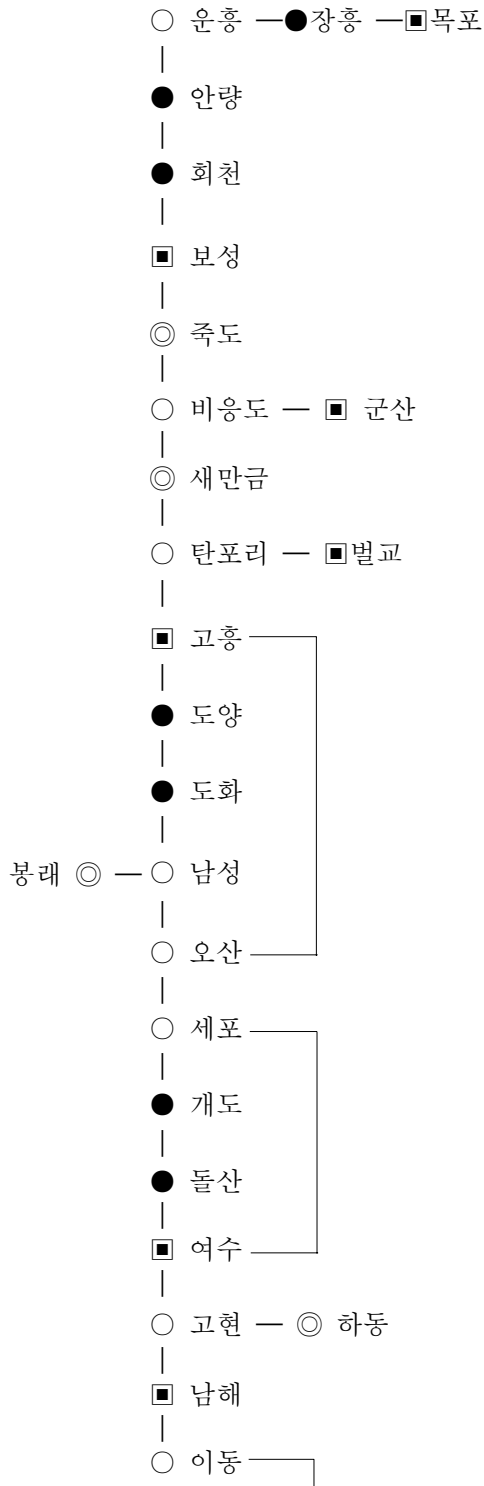 ○ 운흥 ─●장흥 ─▣목포
● 안량
● 회천
▣ 보성
◎ 죽도
○ 비응도 ─ ▣ 군산
◎ 새만금
○ 탄포리 ─ ▣벌교
▣ 고흥
● 도양
● 도화
봉래 ◎ ─○ 남성
○ 오산
○ 세포
● 개도
● 돌산
▣ 여수
○ 고현 ─ ◎ 하동
▣ 남해
○ 이동